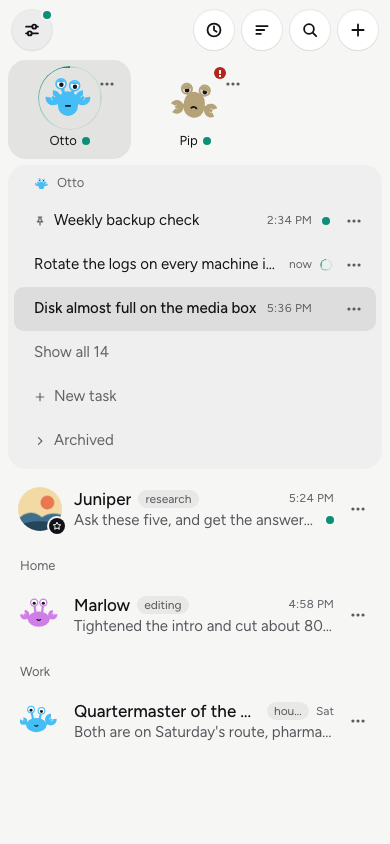 Otto
Pip
Otto
Weekly backup check 2:34 PM
Rotate the logs on every machine i... now
Disk almost full on the media box 5:36 PM
Show all 14
New task
Archived
Juniper research 5:24 PM
Ask these five, and get the answer...
Home
Marlow editing 4:58 PM
Tightened the intro and cut about 80...
Work
Quartermaster of the ... hou... Sat
Both are on Saturday's route, pharma...